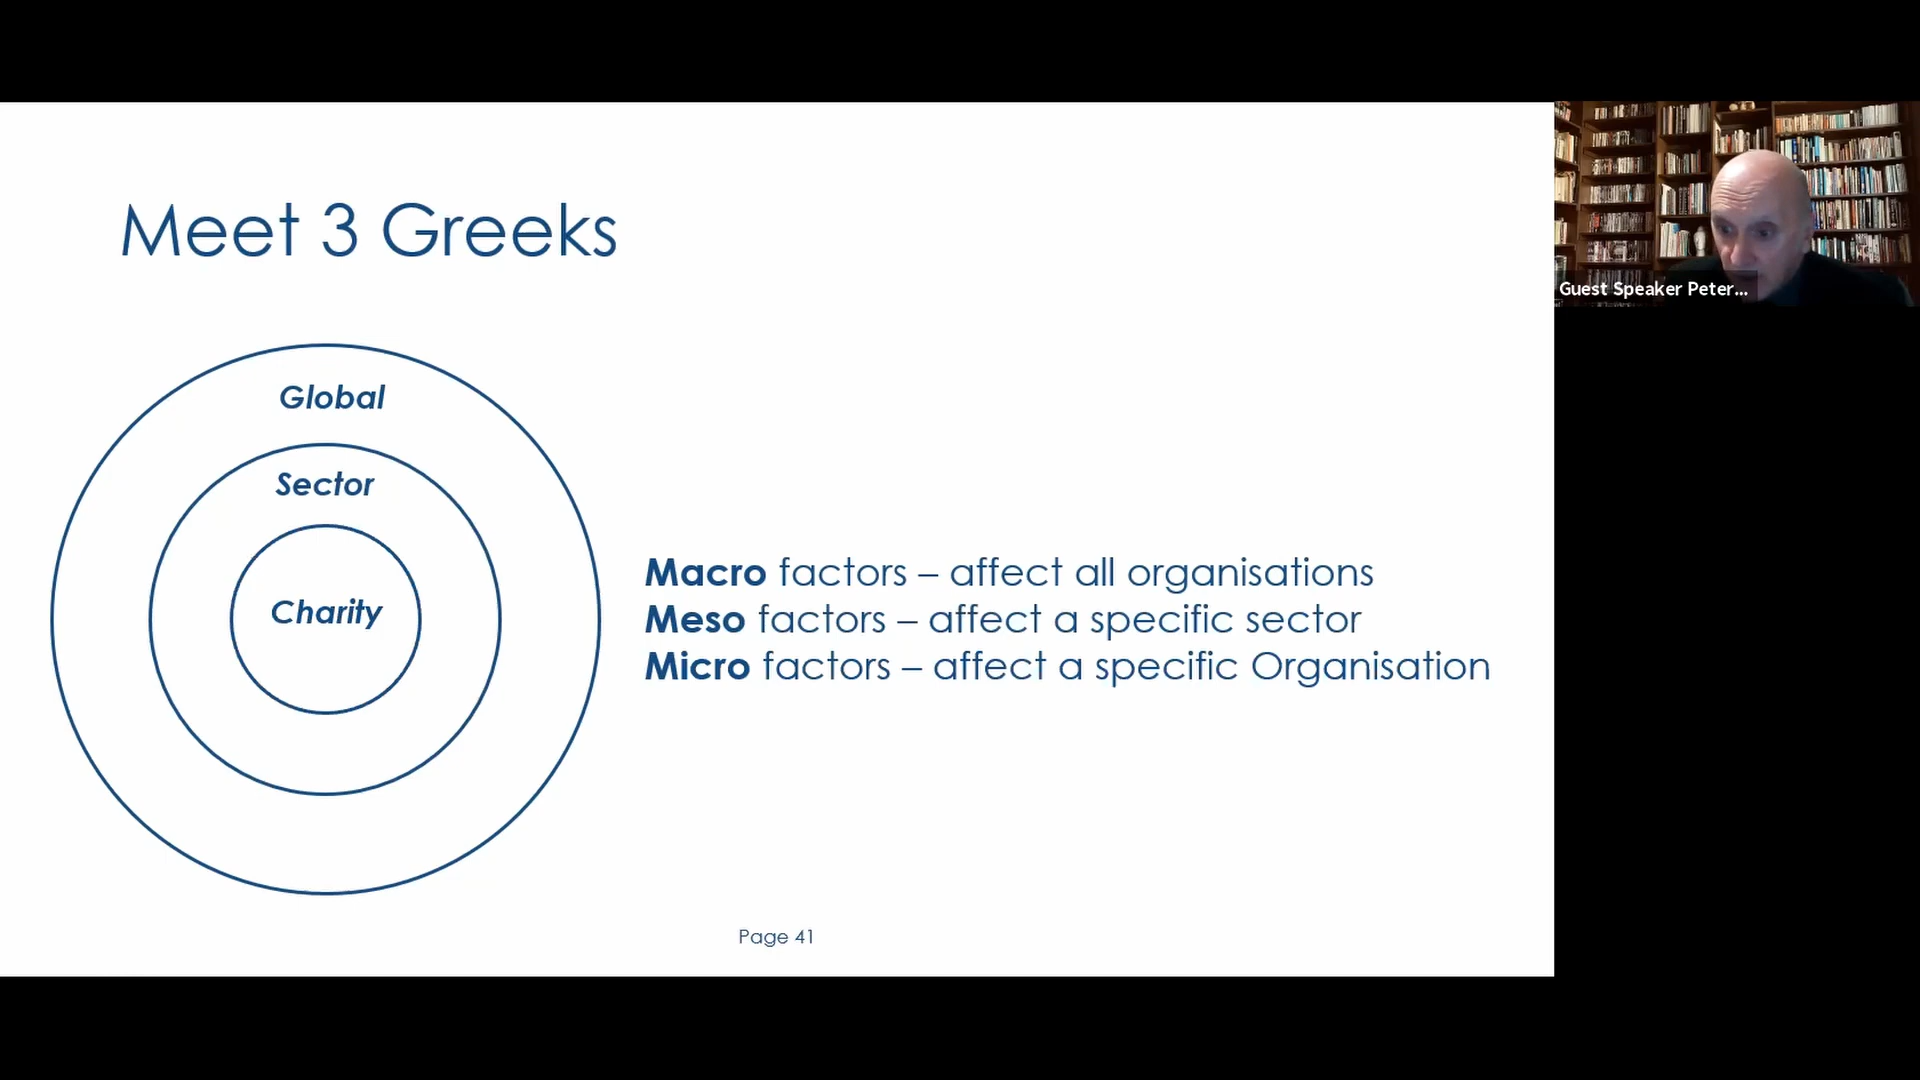 Meet 3 Greeks
Global
Sector
Charity
Macro factors – affect all organisations
Meso factors – affect a specific sector
Micro factors – affect a specific Organisation
Page 41
Guest Speaker Peter...